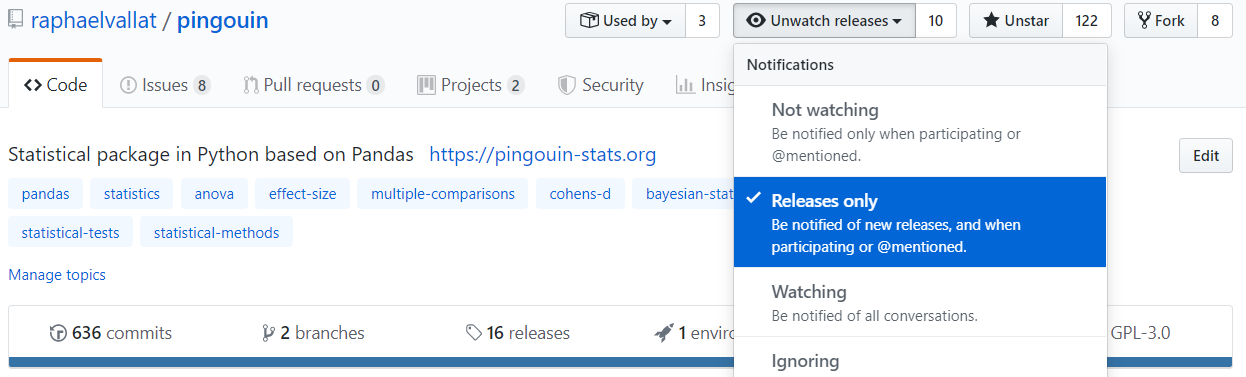 raphaelvallat / pingouin
Used by 3
Unwatch releases 10
Unstar 122
Fork 8
Code
Issues 8
Pull requests 0
Projects 2
Security
Notifications
Not watching
Be notified only when participating or
@mentioned.
Releases only
Be notified of new releases, and when
participating or @mentioned.
Watching
Be notified of all conversations.
Ignoring
Statistical package in Python based on Pandas https://pingouin-stats.org
Edit
pandas statistics anova effect-size multiple-comparisons cohens-d
statistical-tests statistical-methods
Manage topics
636 commits 2 branches 16 releases 1 GPL-3.0